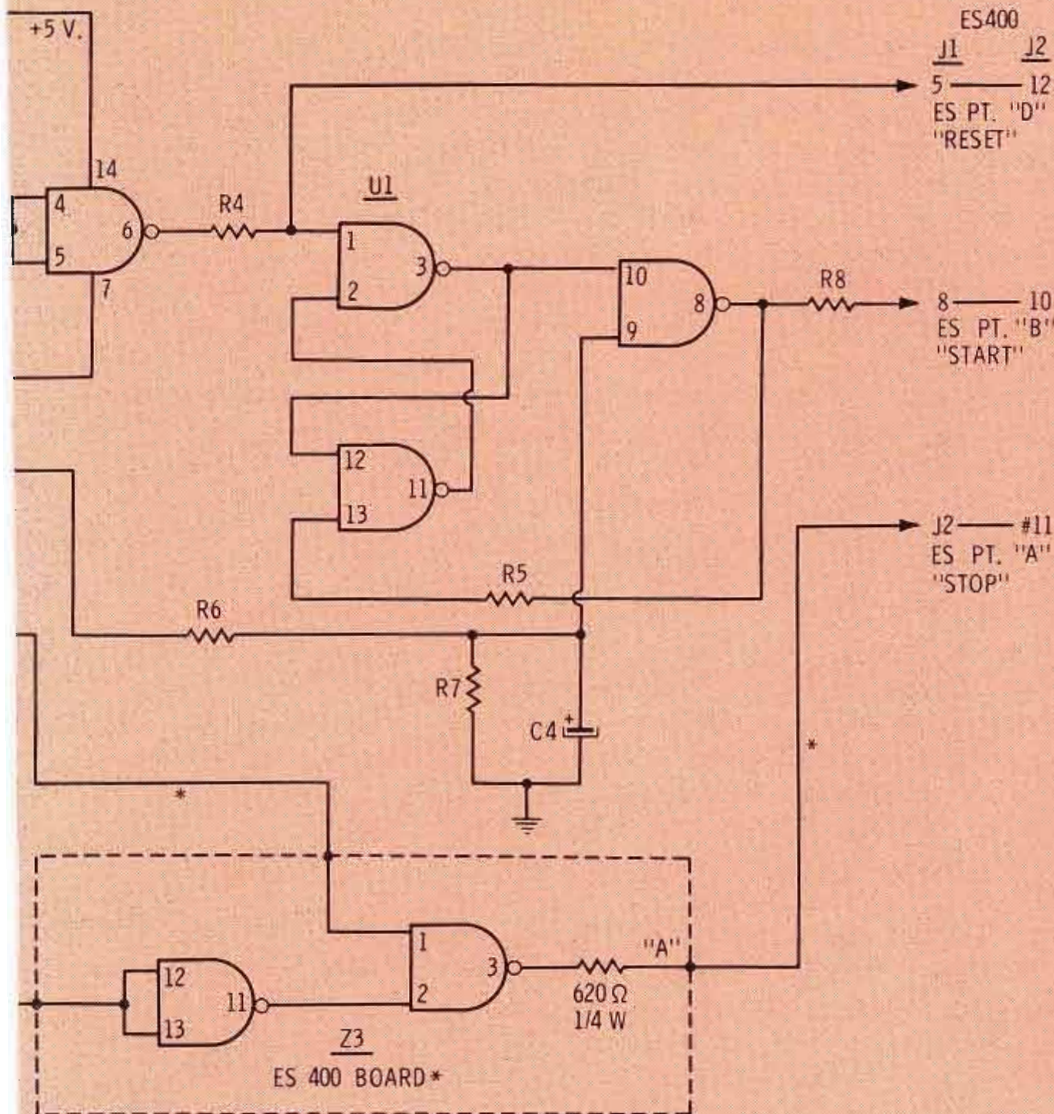 +5 V.
ES400
J1 J2
5 12
ES PT. "D"
"RESET"
14
4
5
6
7
R4
U1
1
2
3
10
9
8
R8
8 10
ES PT. "B"
"START"
12
13
11
R5
J2 #11
ES PT. "A"
"STOP"
R6
R7
C4
+
*
*
1
2
3
"A"
620 Ω
1/4 W
12
13
11
Z3
ES 400 BOARD*